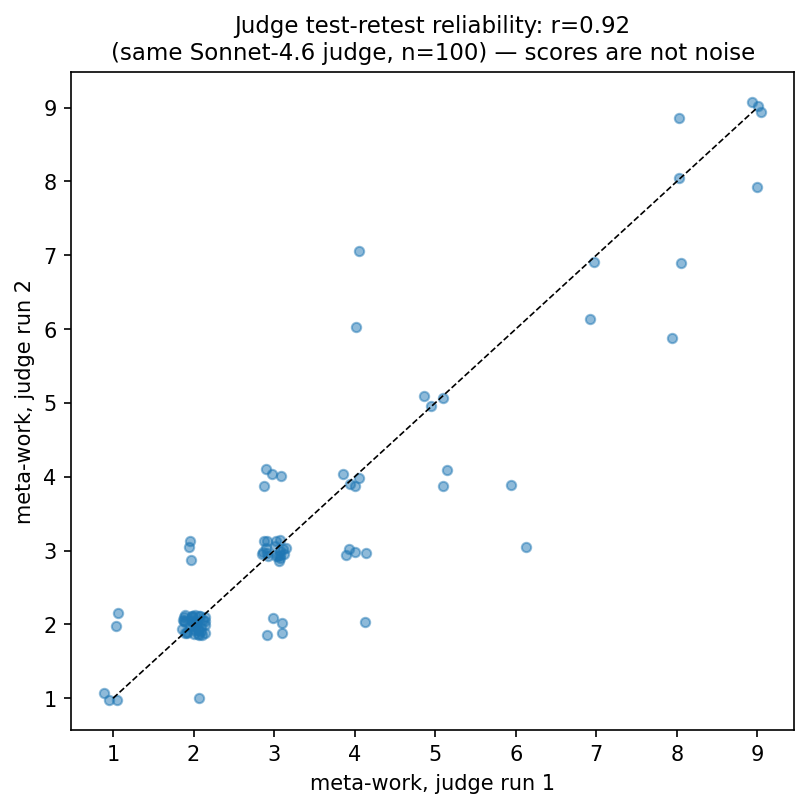 Judge test-retest reliability: r=0.92
(same Sonnet-4.6 judge, n=100) — scores are not noise
9
8
7
6
5
4
3
2
1
meta-work, judge run 2
1 2 3 4 5 6 7 8 9
meta-work, judge run 1